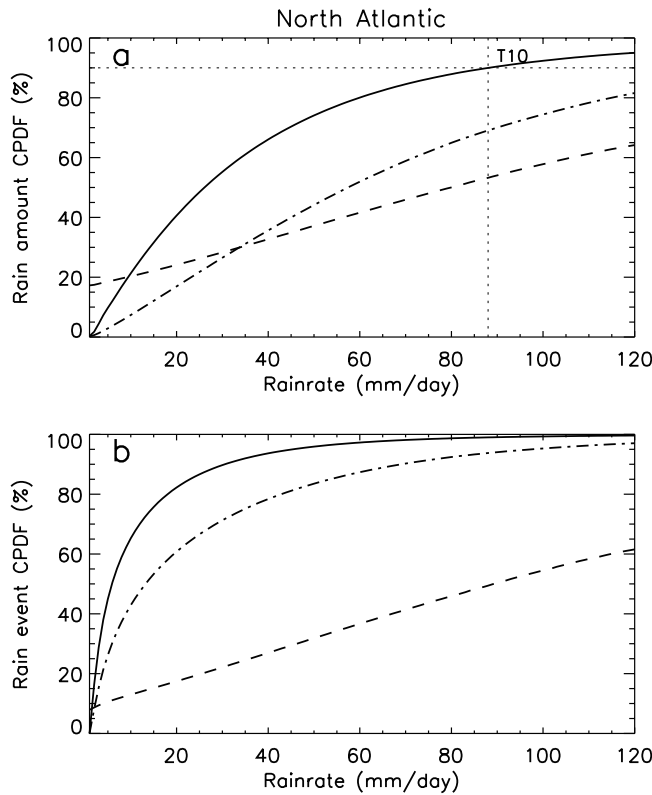 North Atlantic
a
T10
100
80
60
40
20
0
Rain amount CPDF (%)
20 40 60 80 100 120
Rainrate (mm/day)
b
100
80
60
40
20
0
Rain event CPDF (%)
20 40 60 80 100 120
Rainrate (mm/day)